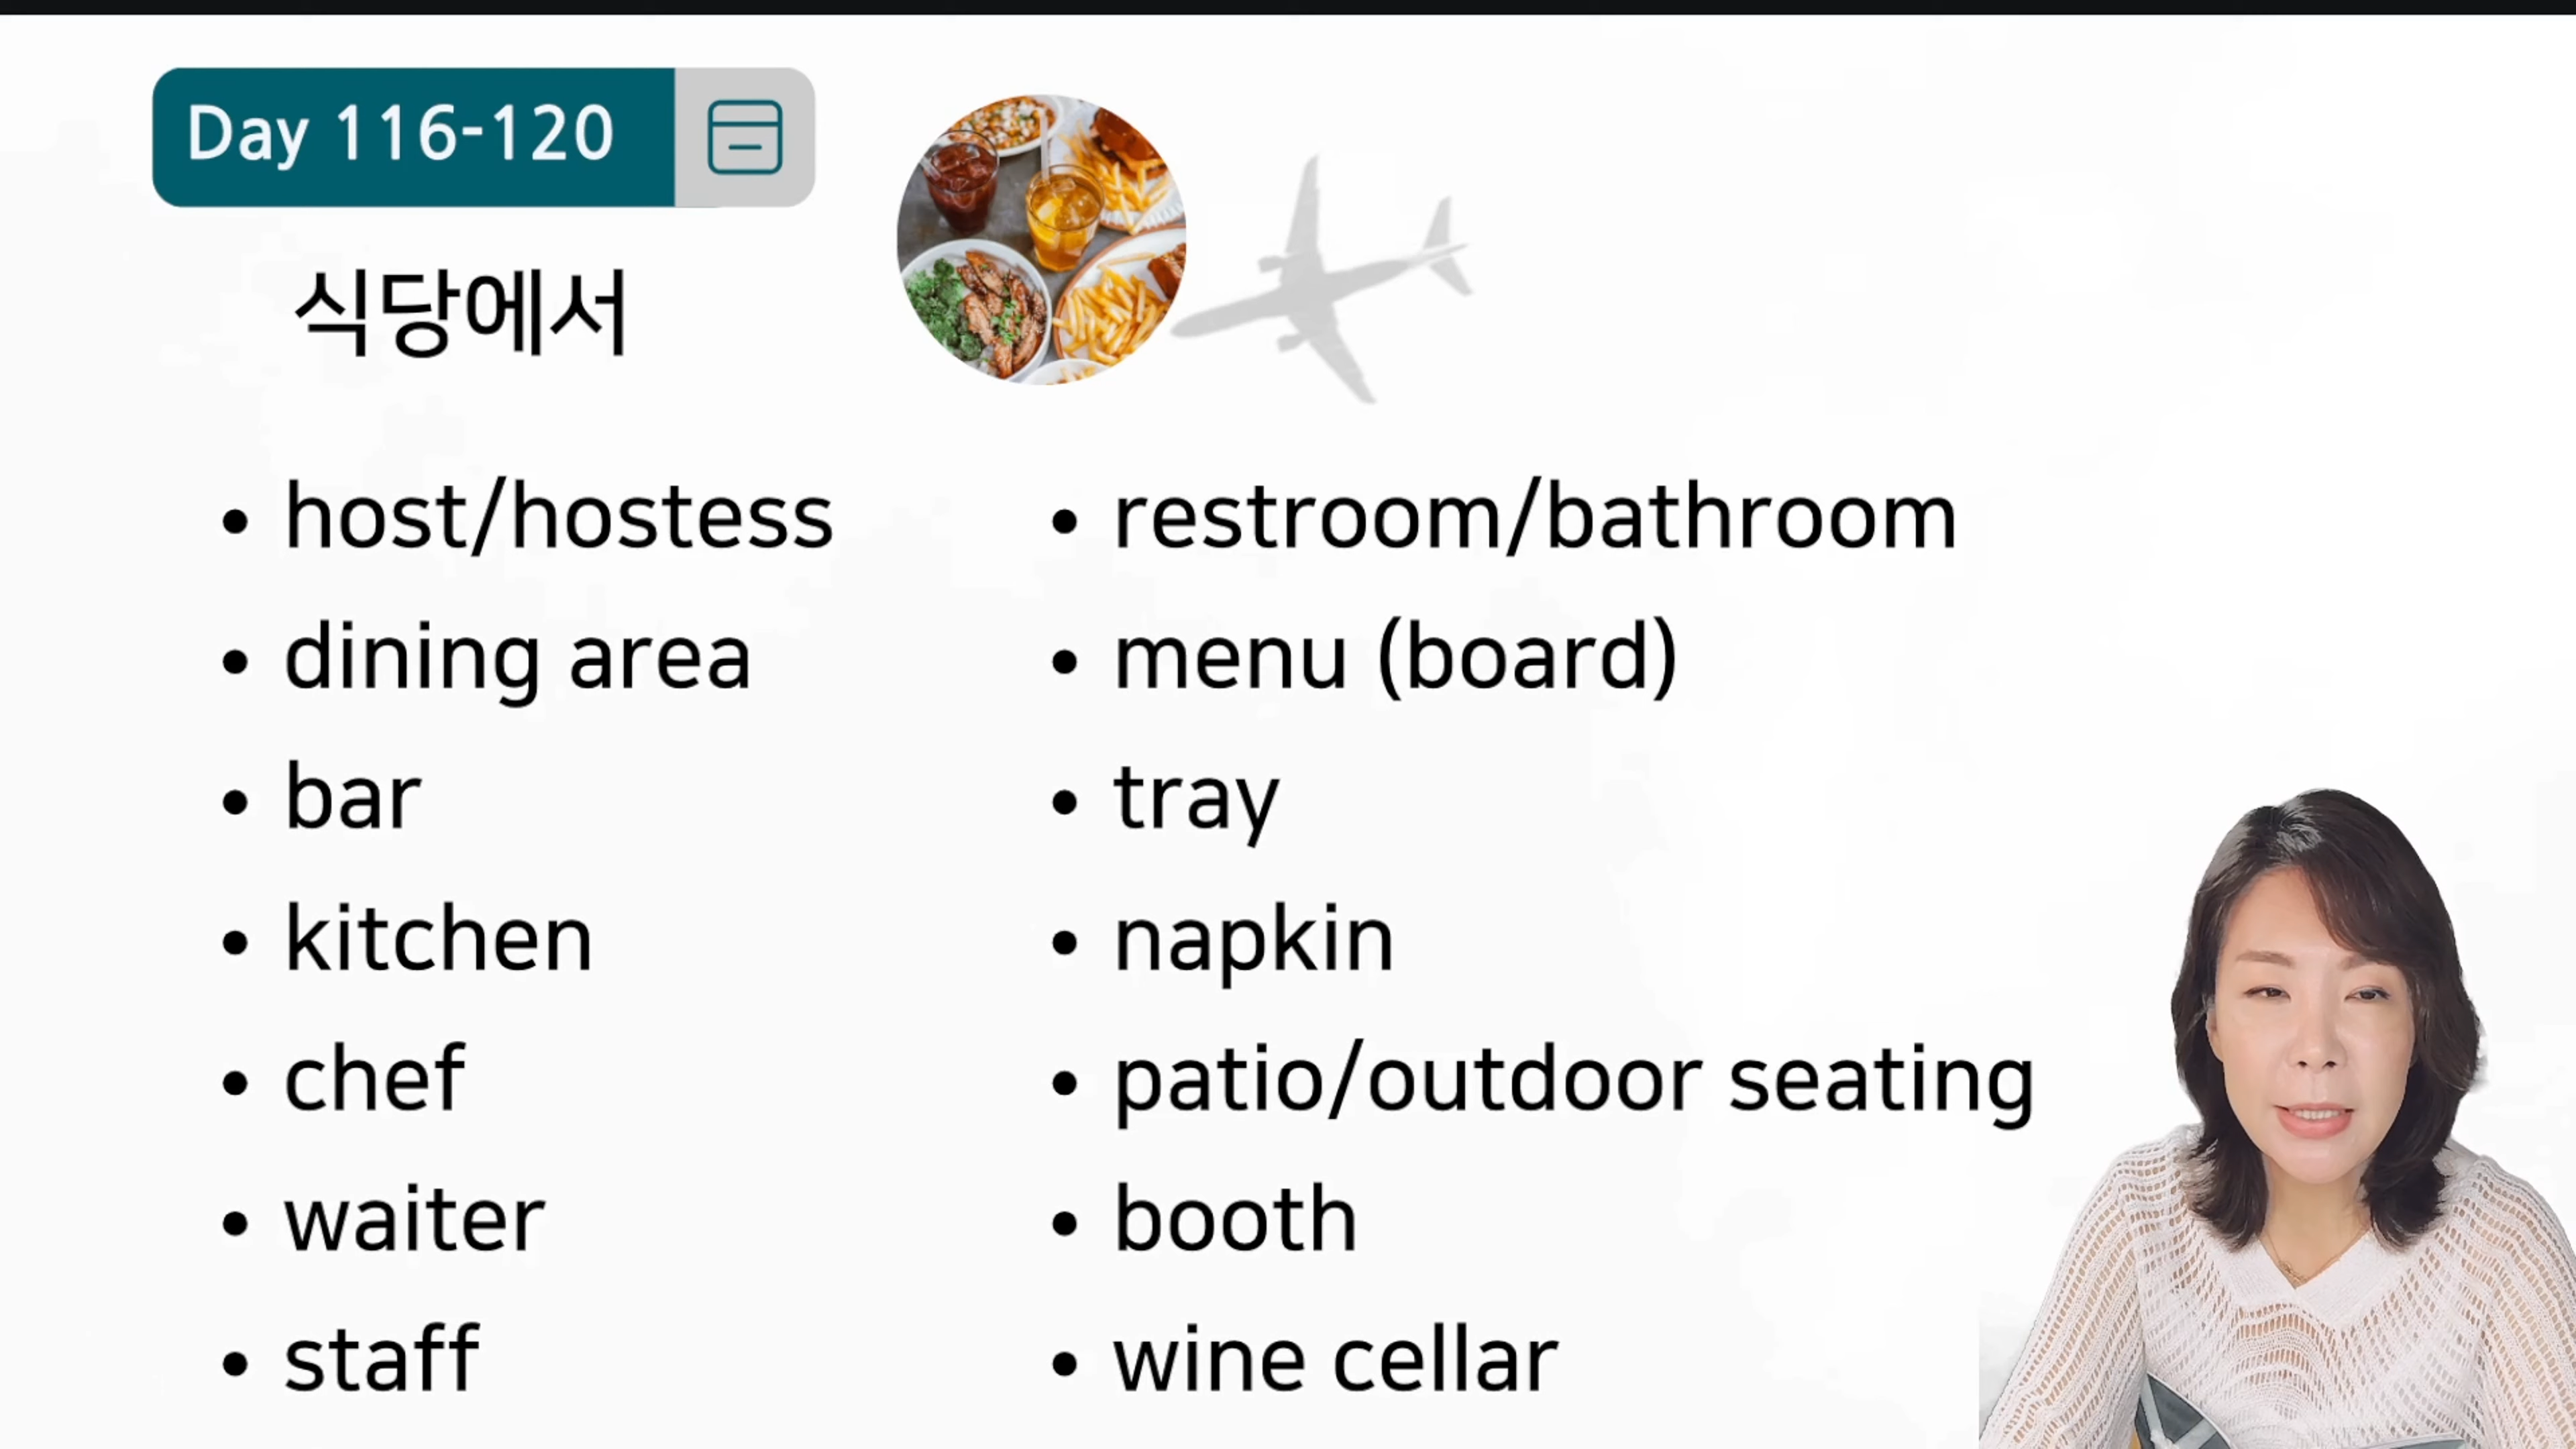 Day 116-120
식당에서
• host/hostess
• dining area
• bar
• kitchen
• chef
• waiter
• staff
• restroom/bathroom
• menu (board)
• tray
• napkin
• patio/outdoor seating
• booth
• wine cellar